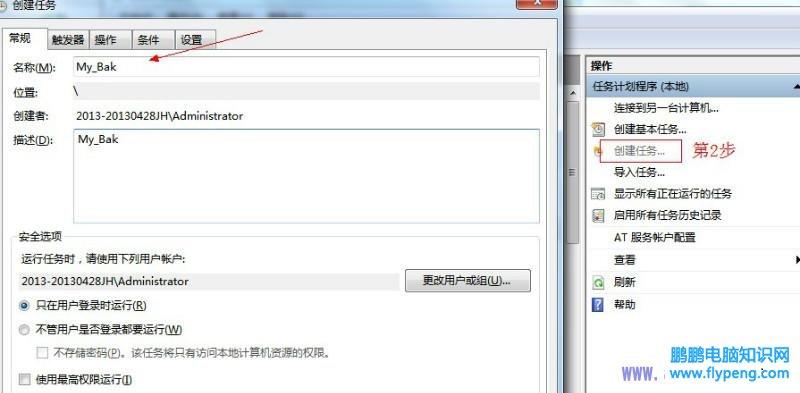 创建任务
常规 触发器 操作 条件 设置
名称(M): My_Bak
位置: \
创建者: 2013-20130428JH\Administrator
描述(D): My_Bak
安全选项
运行任务时，请使用下列用户帐户:
2013-20130428JH\Administrator 更改用户或组(U)...
只在用户登录时运行(R)
不管用户是否登录都要运行(W)
不存储密码(P)。该任务将只有访问本地计算机资源的权限。
使用最高权限运行(I)
操作
任务计划程序 (本地)
连接到另一台计算机...
创建基本任务...
创建任务... 第2步
导入任务...
显示所有正在运行的任务
启用所有任务历史记录
AT 服务帐户配置
查看
刷新
帮助
鹏鹏电脑知识网
www.flypeng.com
www.